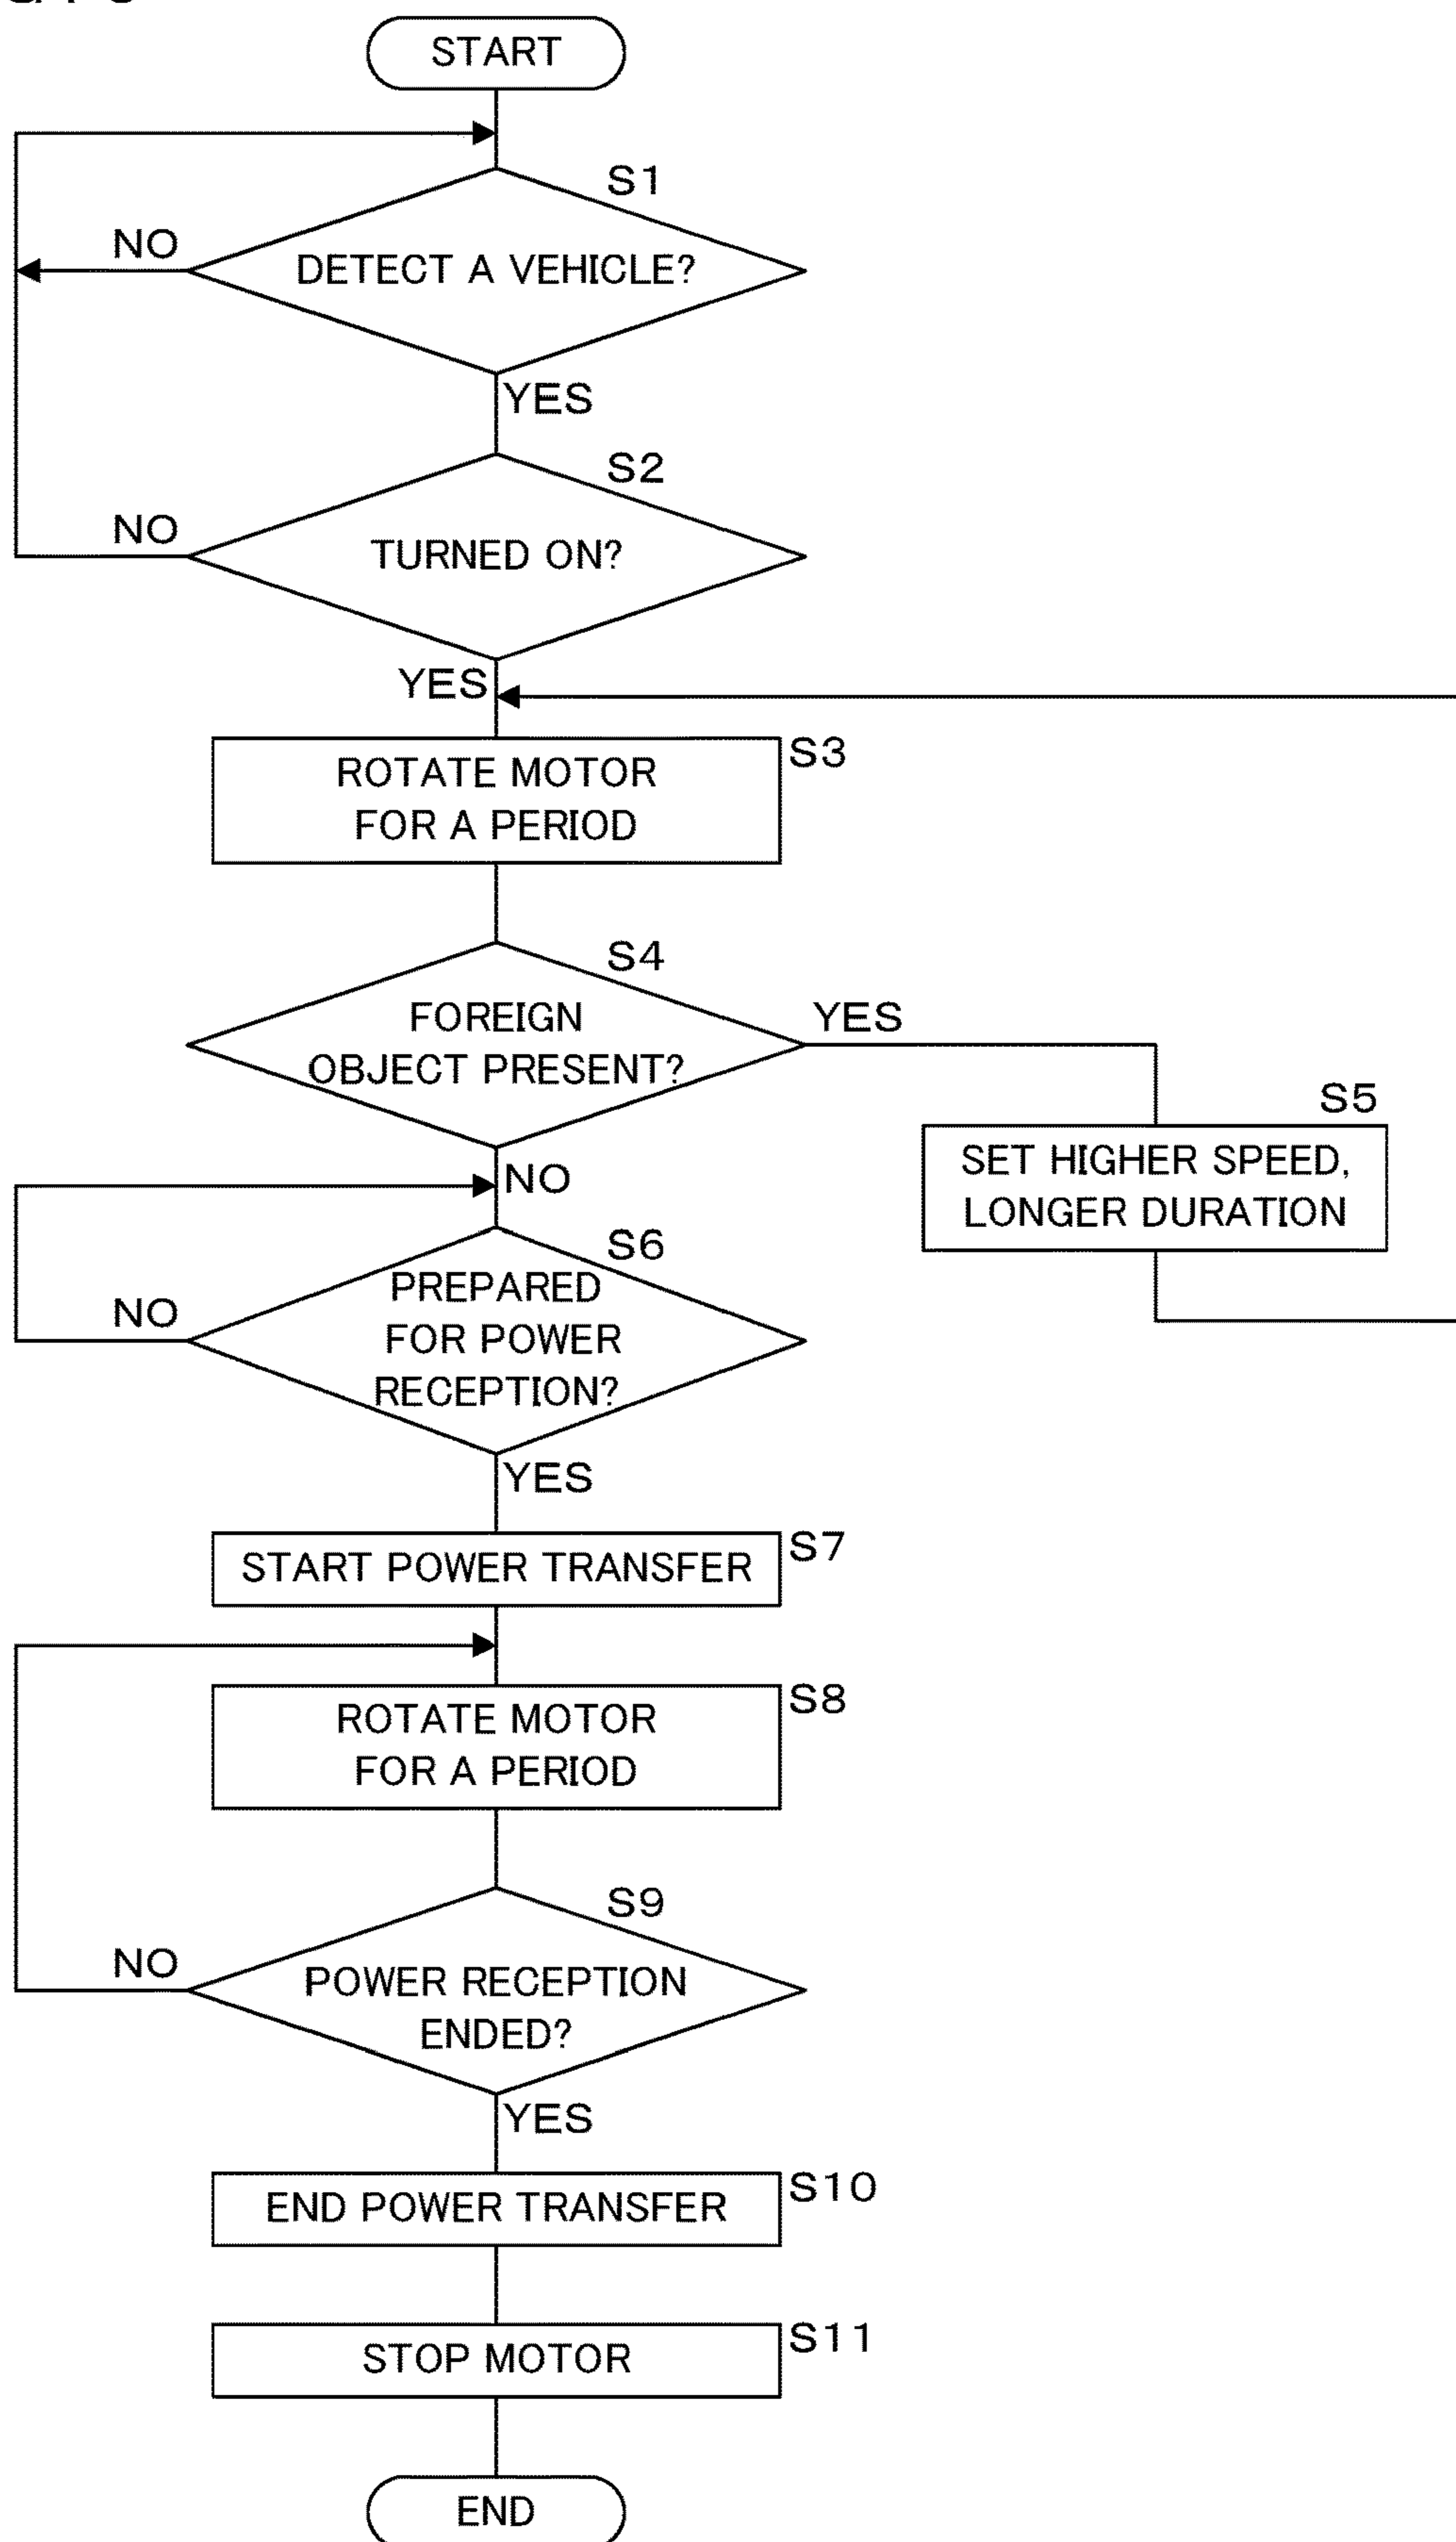 START
S1
NO
DETECT A VEHICLE?
YES
S2
NO
TURNED ON?
YES
S3
ROTATE MOTOR
FOR A PERIOD
S4
FOREIGN
OBJECT PRESENT?
YES
S5
SET HIGHER SPEED,
LONGER DURATION
NO
S6
PREPARED
FOR POWER
RECEPTION?
NO
YES
S7
START POWER TRANSFER
S8
ROTATE MOTOR
FOR A PERIOD
S9
NO
POWER RECEPTION
ENDED?
YES
S10
END POWER TRANSFER
S11
STOP MOTOR
END